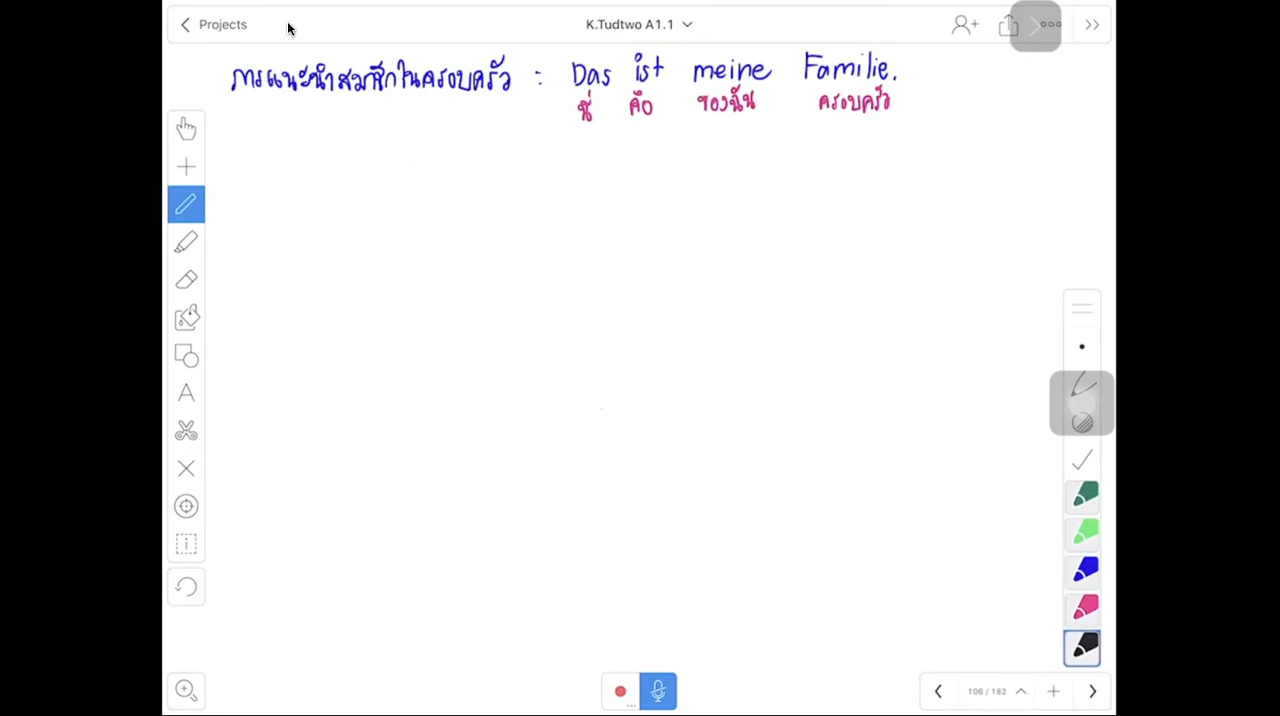 Projects
K.Tudtwo A1.1
การแนะนำสมาชิกในครอบครัว : Das ist meine Familie.
นี่ คือ ของฉัน ครอบครัว
106 / 182